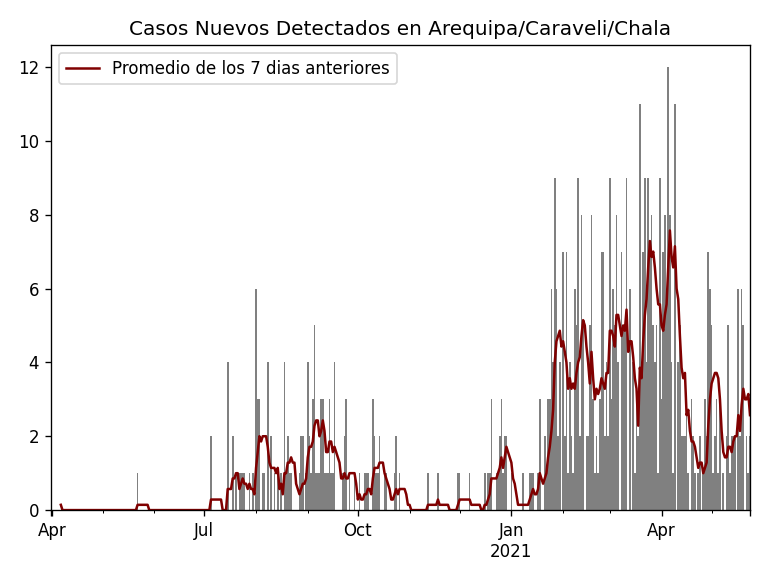 Casos Nuevos Detectados en Arequipa/Caraveli/Chala
Promedio de los 7 dias anteriores
12
10
8
6
4
2
0
Apr
Jul
Oct
Jan
Apr
2021